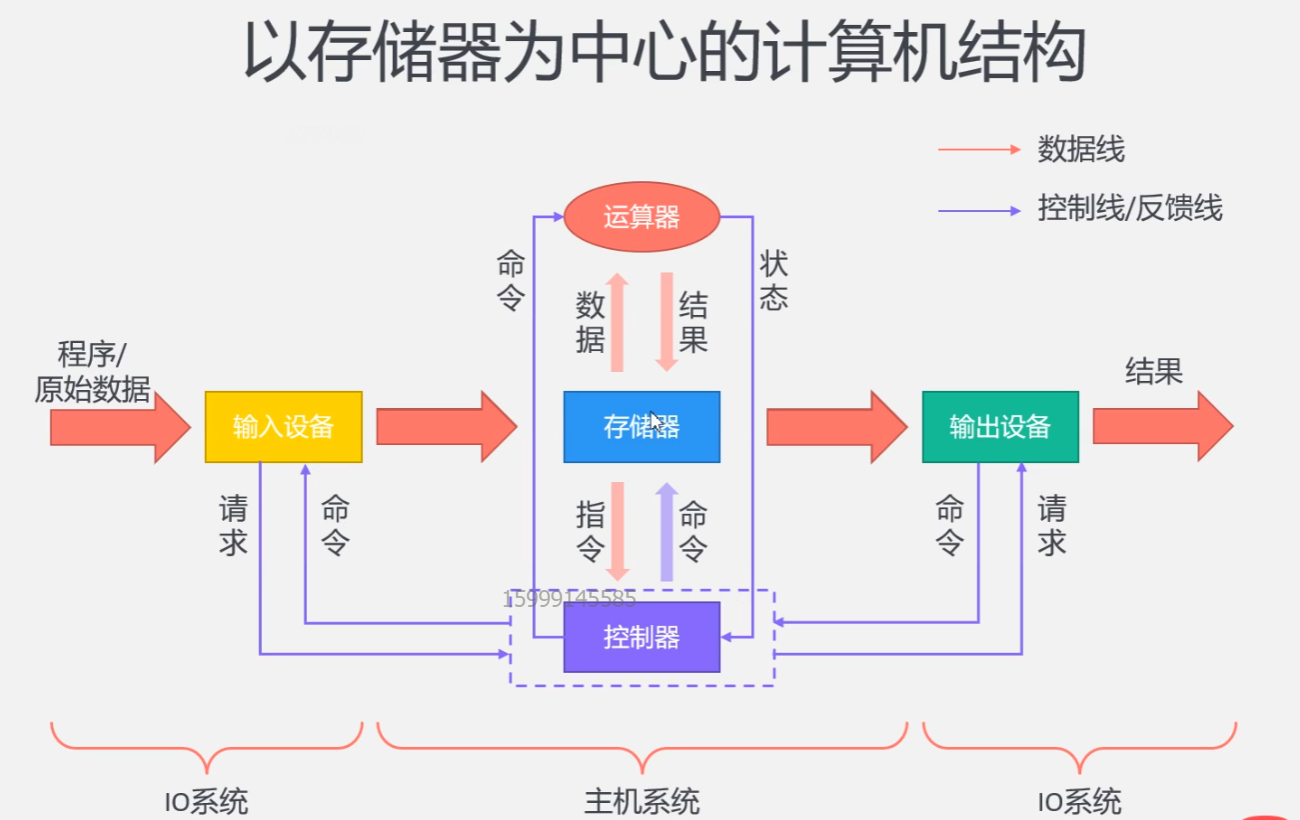 以存储器为中心的计算机结构
数据线
控制线/反馈线
运算器
命令
状态
数据
结果
程序/
原始数据
结果
输入设备
存储器
输出设备
请求
命令
指令
命令
命令
请求
15999145585
控制器
IO系统
主机系统
IO系统